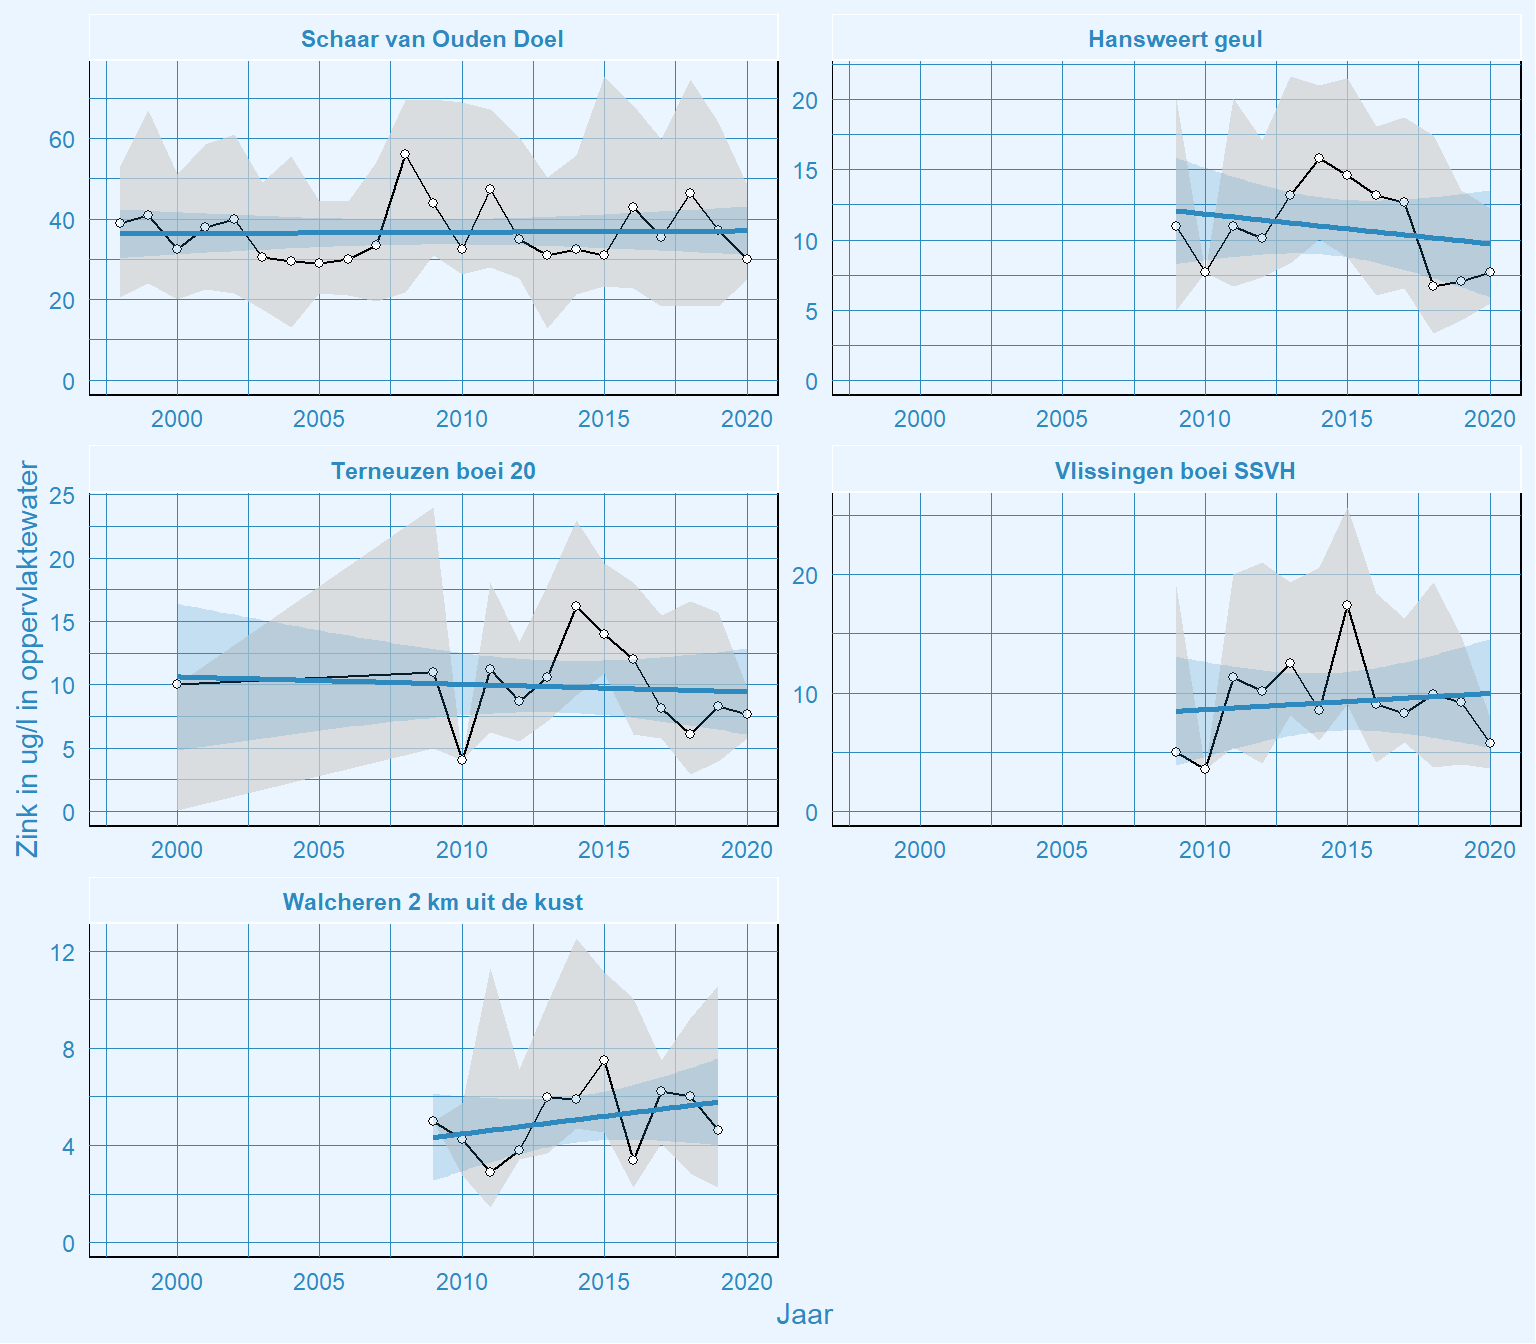 Schaar van Ouden Doel
60
40
20
0
2000 2005 2010 2015 2020
Hansweert geul
20
15
10
5
0
2000 2005 2010 2015 2020
Zink in ug/l in oppervlaktewater
Terneuzen boei 20
25
20
15
10
5
0
2000 2005 2010 2015 2020
Vlissingen boei SSVH
20
10
0
2000 2005 2010 2015 2020
Walcheren 2 km uit de kust
12
8
4
0
2000 2005 2010 2015 2020
Jaar